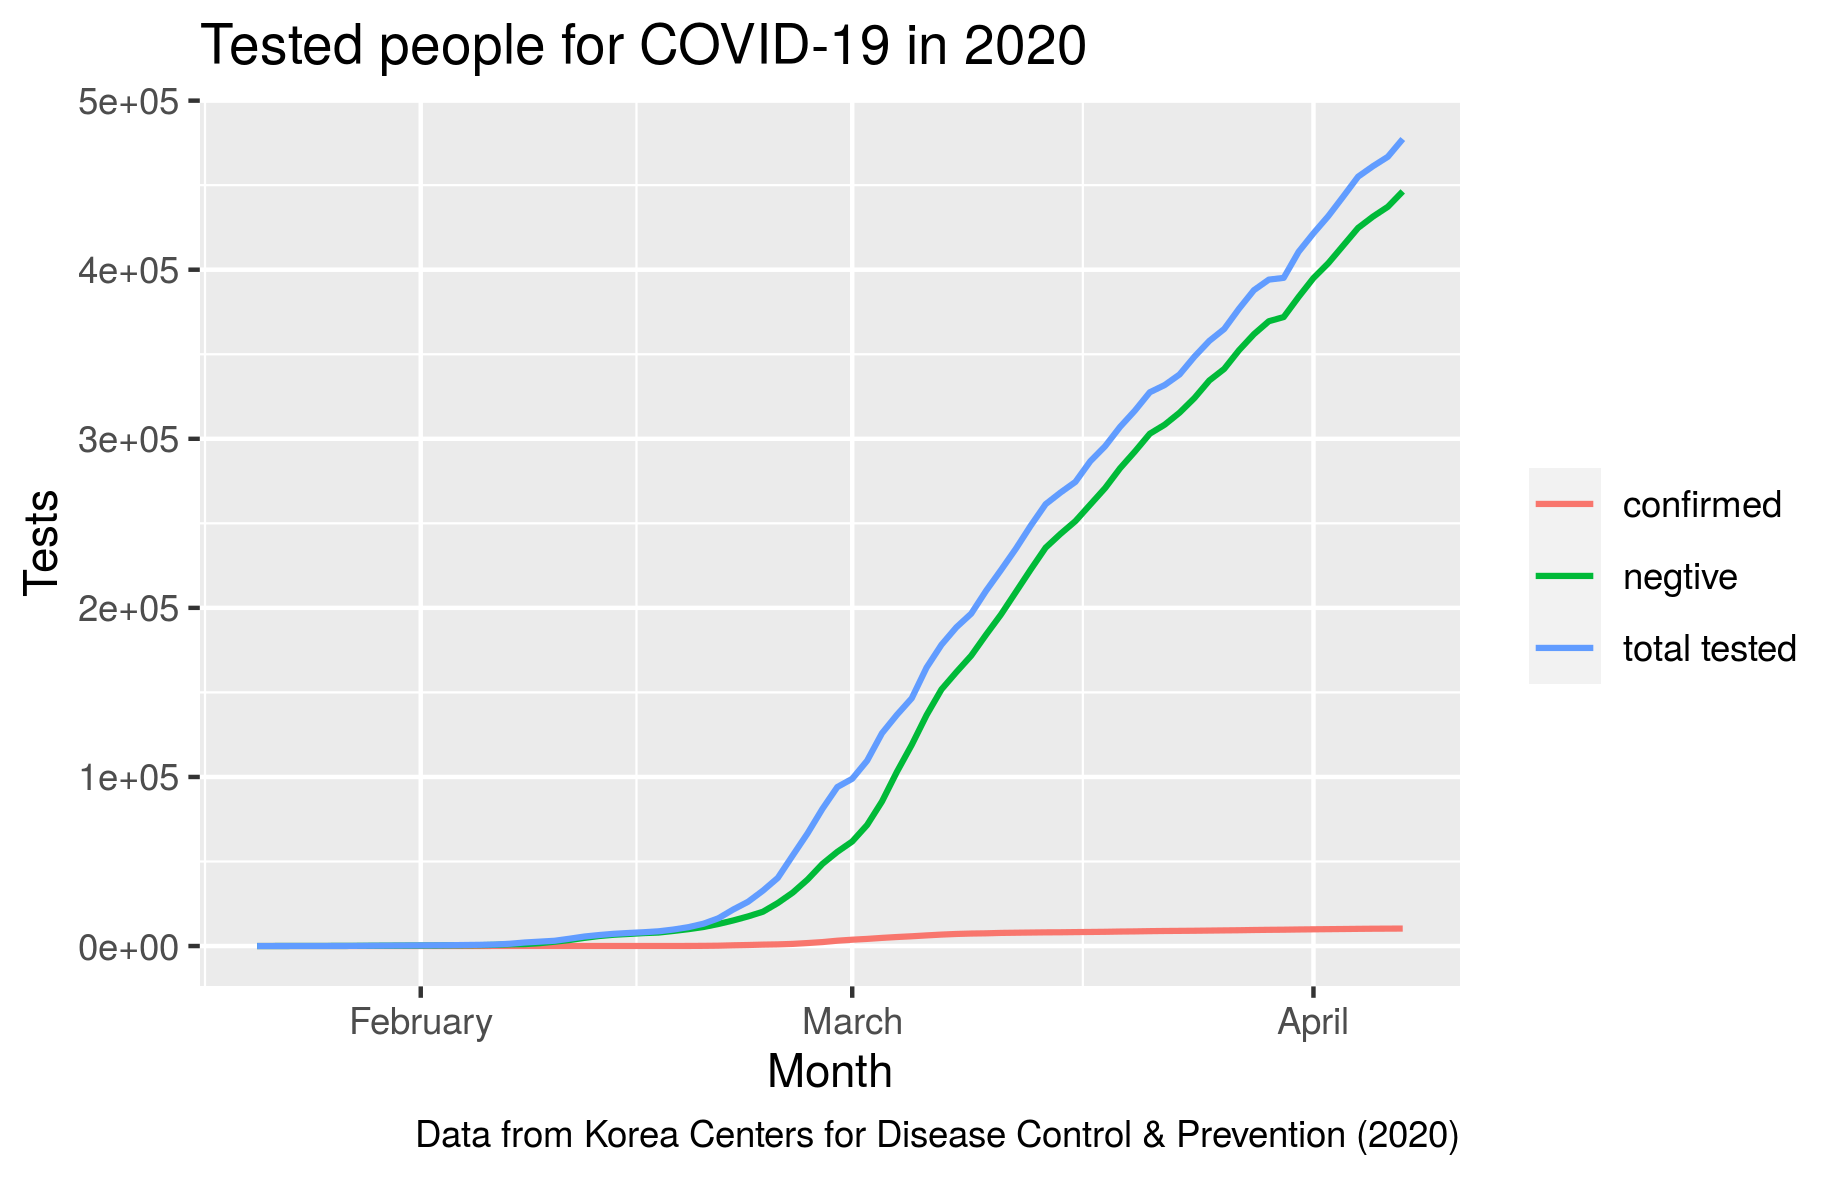 Tested people for COVID-19 in 2020
5e+05
4e+05
3e+05
2e+05
1e+05
0e+00
Tests
February March April
Month
confirmed
negtive
total tested
Data from Korea Centers for Disease Control & Prevention (2020)